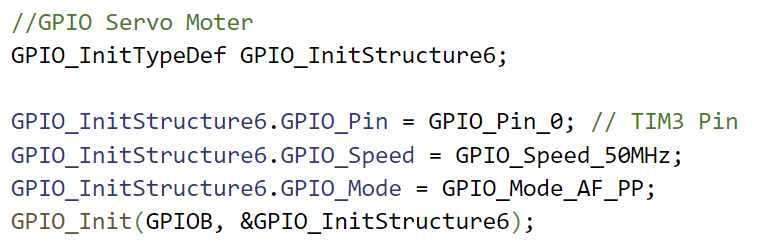 //GPIO Servo Moter
GPIO_InitTypeDef GPIO_InitStructure6;
GPIO_InitStructure6.GPIO_Pin = GPIO_Pin_0; // TIM3 Pin
GPIO_InitStructure6.GPIO_Speed = GPIO_Speed_50MHz;
GPIO_InitStructure6.GPIO_Mode = GPIO_Mode_AF_PP;
GPIO_Init(GPIOB, &GPIO_InitStructure6);